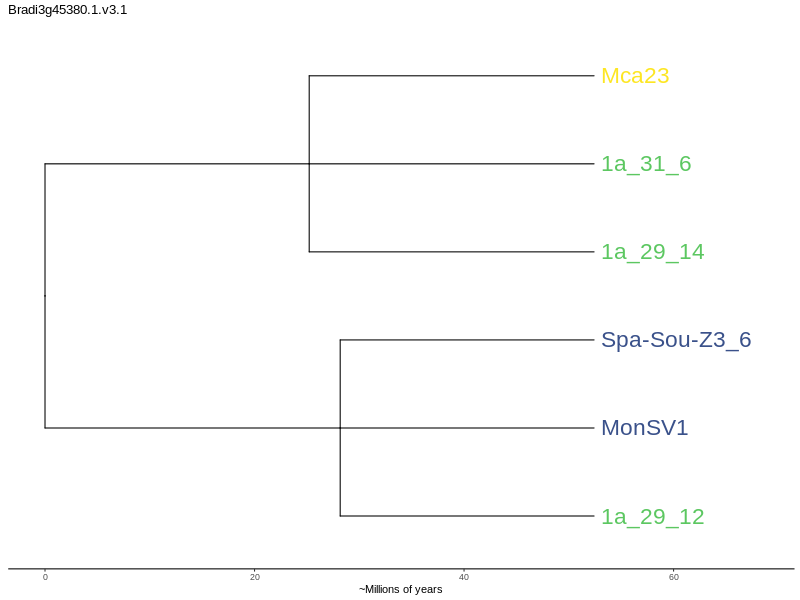 Bradi3g45380.1.v3.1
Mca23
1a_31_6
1a_29_14
Spa-Sou-Z3_6
MonSV1
1a_29_12
0 20 40 60
~Millions of years